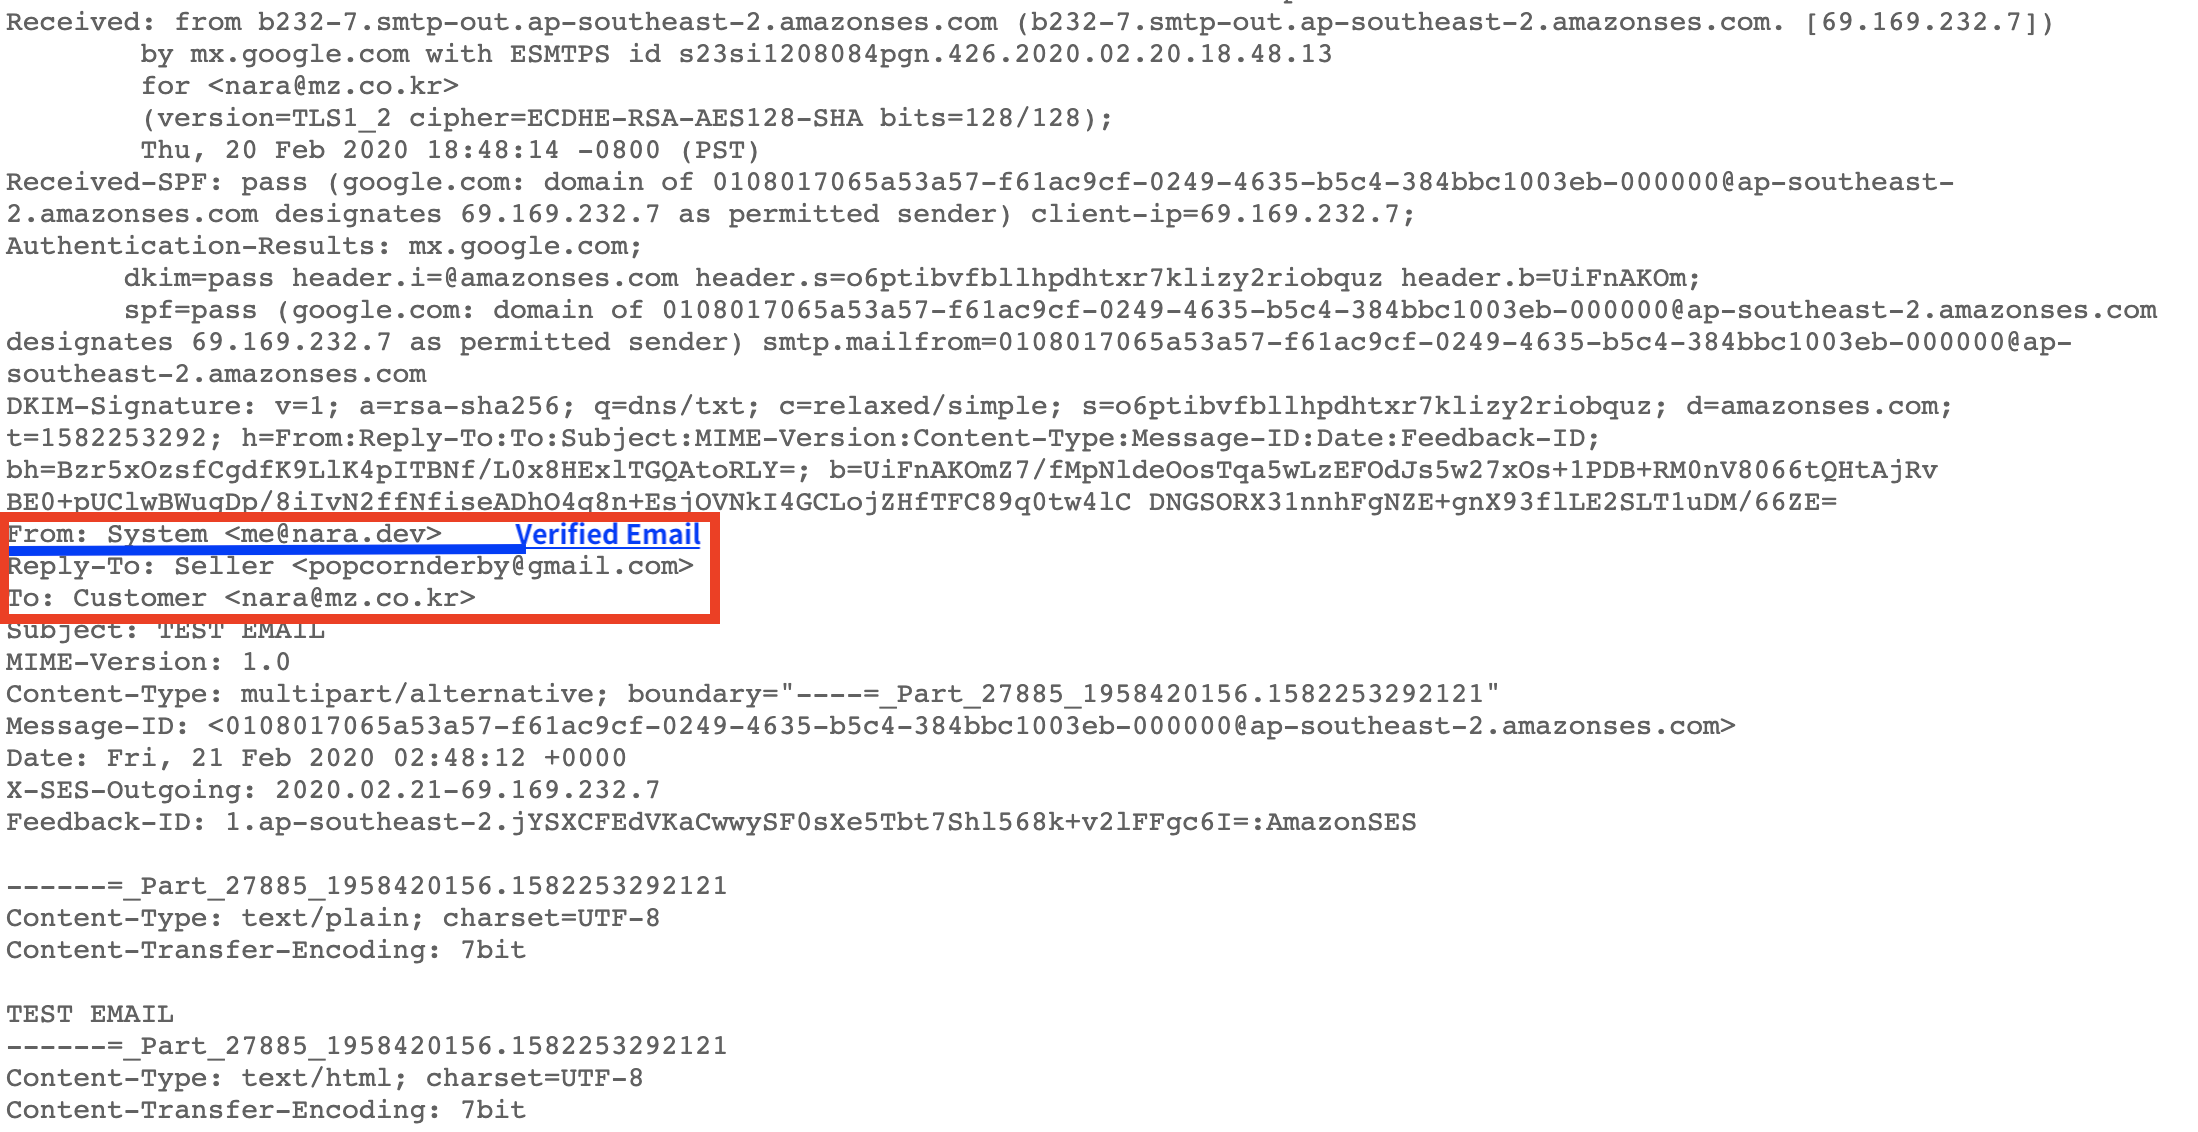 Received: from b232-7.smtp-out.ap-southeast-2.amazonses.com (b232-7.smtp-out.ap-southeast-2.amazonses.com. [69.169.232.7])
by mx.google.com with ESMTPS id s23si1208084pgn.426.2020.02.20.18.48.13
for <nara@mz.co.kr>
(version=TLS1_2 cipher=ECDHE-RSA-AES128-SHA bits=128/128);
Thu, 20 Feb 2020 18:48:14 -0800 (PST)
Received-SPF: pass (google.com: domain of 0108017065a53a57-f61ac9cf-0249-4635-b5c4-384bbc1003eb-000000@ap-southeast-
2.amazonses.com designates 69.169.232.7 as permitted sender) client-ip=69.169.232.7;
Authentication-Results: mx.google.com;
dkim=pass header.i=@amazonses.com header.s=o6ptibvfbllhpdhtxr7klizy2riobquz header.b=UiFnAKOm;
spf=pass (google.com: domain of 0108017065a53a57-f61ac9cf-0249-4635-b5c4-384bbc1003eb-000000@ap-southeast-2.amazonses.com
designates 69.169.232.7 as permitted sender) smtp.mailfrom=0108017065a53a57-f61ac9cf-0249-4635-b5c4-384bbc1003eb-000000@ap-
southeast-2.amazonses.com
DKIM-Signature: v=1; a=rsa-sha256; q=dns/txt; c=relaxed/simple; s=o6ptibvfbllhpdhtxr7klizy2riobquz; d=amazonses.com;
t=1582253292; h=From:Reply-To:To:Subject:MIME-Version:Content-Type:Message-ID:Date:Feedback-ID;
bh=Bzr5xOzsfCgdfK9LlK4pITBNf/L0x8HExlTGQAtoRLY=; b=UiFnAKOmZ7/fMpNldeOosTqa5wLzEFOdJs5w27xOs+1PDB+RM0nV8066tQHtAjRv
BE0+pUClwBWugDp/8iIvN2ffNfiseADhO4q8n+EsjOVNkI4GCLojZHfTFC89q0tw4lC DNGSORX31nnhFgNZE+gnX93flLE2SLT1uDM/66ZE=
From: System <me@nara.dev> Verified Email
Reply-To: Seller <popcornderby@gmail.com>
To: Customer <nara@mz.co.kr>
Subject: TEST EMAIL
MIME-Version: 1.0
Content-Type: multipart/alternative; boundary="----=_Part_27885_1958420156.1582253292121"
Message-ID: <0108017065a53a57-f61ac9cf-0249-4635-b5c4-384bbc1003eb-000000@ap-southeast-2.amazonses.com>
Date: Fri, 21 Feb 2020 02:48:12 +0000
X-SES-Outgoing: 2020.02.21-69.169.232.7
Feedback-ID: 1.ap-southeast-2.jYSXCFEdVKaCwwySF0sXe5Tbt7Shl568k+v2lFFgc6I=:AmazonSES
------=_Part_27885_1958420156.1582253292121
Content-Type: text/plain; charset=UTF-8
Content-Transfer-Encoding: 7bit
TEST EMAIL
------=_Part_27885_1958420156.1582253292121
Content-Type: text/html; charset=UTF-8
Content-Transfer-Encoding: 7bit